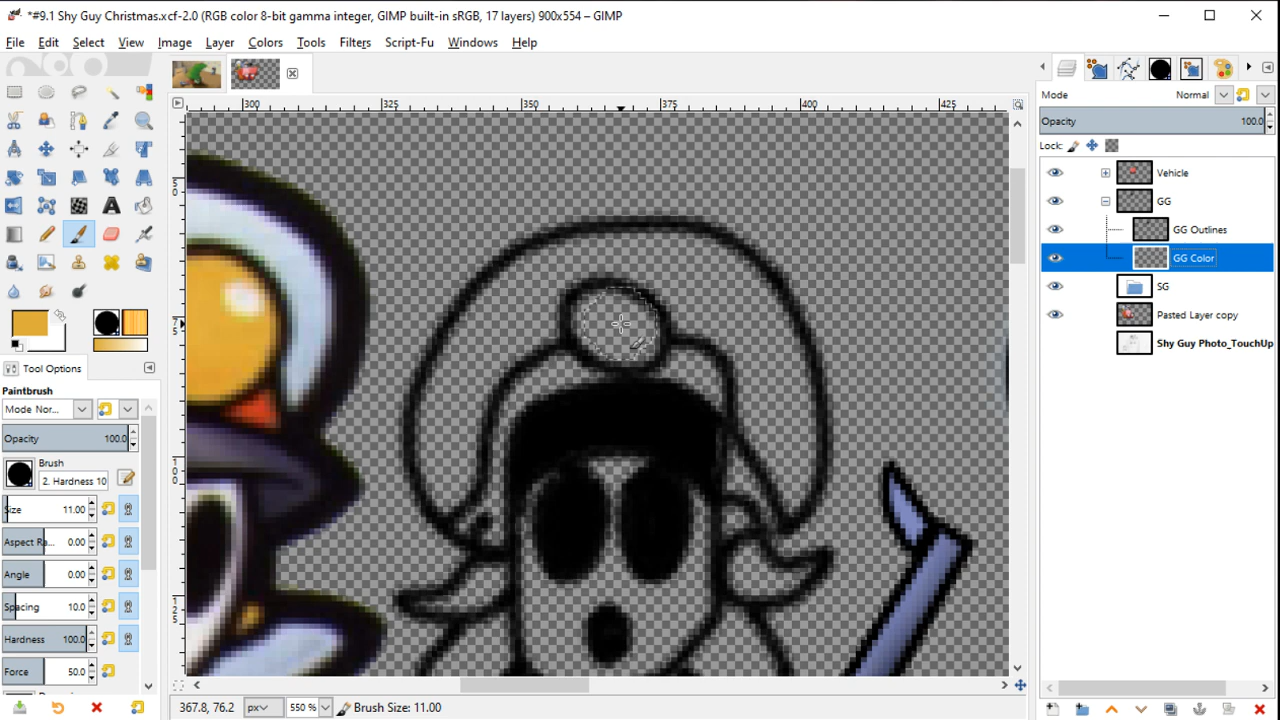 *#9.1 Shy Guy Christmas.xcf-2.0 (RGB color 8-bit gamma integer, GIMP built-in sRGB, 17 layers) 900x554 – GIMP
File Edit Select View Image Layer Colors Tools Filters Script-Fu Windows Help
300 325 350 375 400 425
50
75
100
125
Mode Normal
Opacity 100.0
Lock:
Vehicle
GG
GG Outlines
GG Color
SG
Pasted Layer copy
Shy Guy Photo_TouchUp
Tool Options
Paintbrush
Mode Nor...
Opacity 100.0
Brush
2. Hardness 10
Size 11.00
Aspect Ra... 0.00
Angle 0.00
Spacing 10.0
Hardness 100.0
Force 50.0
367.8, 76.2 px 550 % Brush Size: 11.00